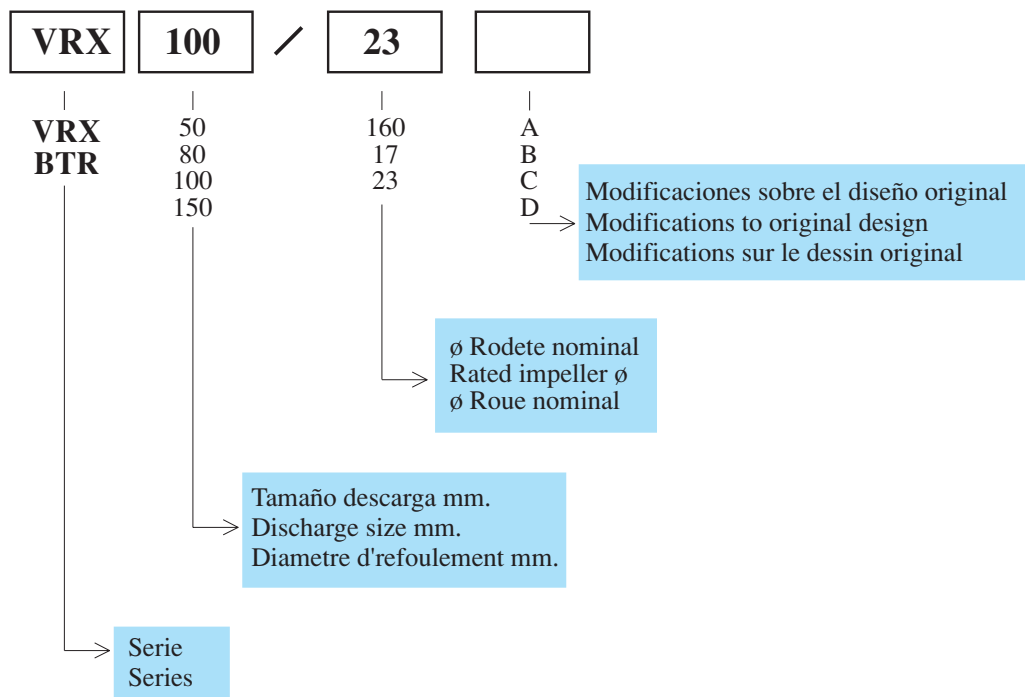 VRX 100 / 23
VRX
BTR
50
80
100
150
160
17
23
A
B
C
D
Modificaciones sobre el diseño original
Modifications to original design
Modifications sur le dessin original
ø Rodete nominal
Rated impeller ø
ø Roue nominal
Tamaño descarga mm.
Discharge size mm.
Diametre d'refoulement mm.
Serie
Series